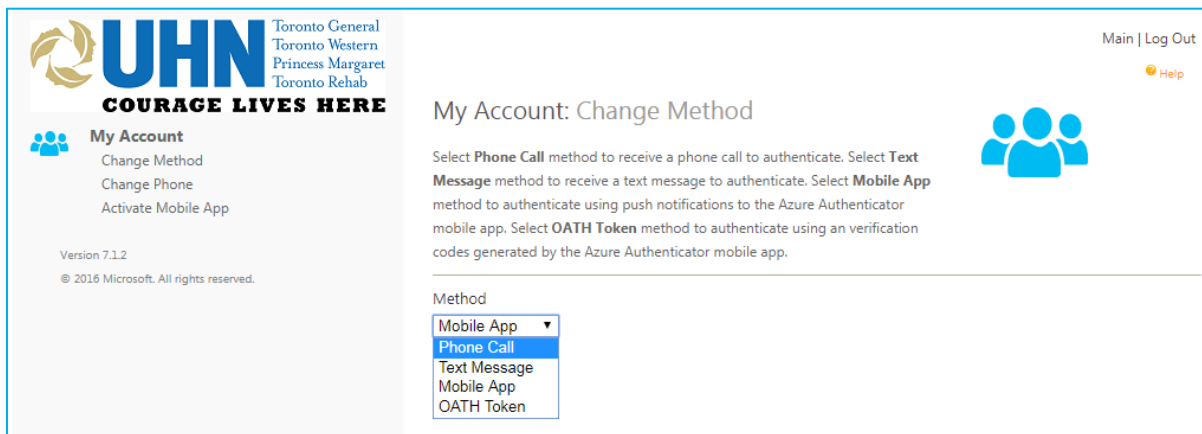 UHN
Toronto General
Toronto Western
Princess Margaret
Toronto Rehab
COURAGE LIVES HERE
My Account
Change Method
Change Phone
Activate Mobile App
Version 7.1.2
© 2016 Microsoft. All rights reserved.
Main | Log Out
Help
My Account: Change Method
Select Phone Call method to receive a phone call to authenticate. Select Text
Message method to receive a text message to authenticate. Select Mobile App
method to authenticate using push notifications to the Azure Authenticator
mobile app. Select OATH Token method to authenticate using an verification
codes generated by the Azure Authenticator mobile app.
Method
Mobile App
Phone Call
Text Message
Mobile App
OATH Token